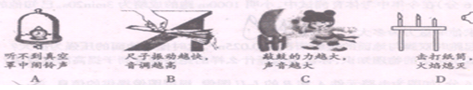 听不到真空
罩中闹铃声
A
尺子振动越快，
音调越高
B
敲鼓的力越大，
声音越大
C
击打纸筒，
火焰熄灭
D